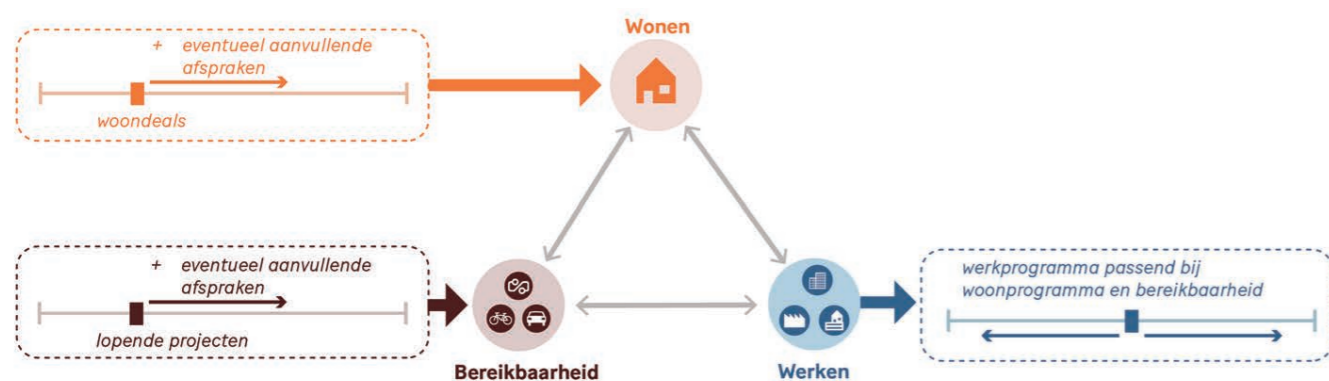 Wonen
+ eventueel aanvullende
afspraken
woondeals
+ eventueel aanvullende
afspraken
lopende projecten
Bereikbaarheid
Werken
werkprogramma passend bij
woonprogramma en bereikbaarheid